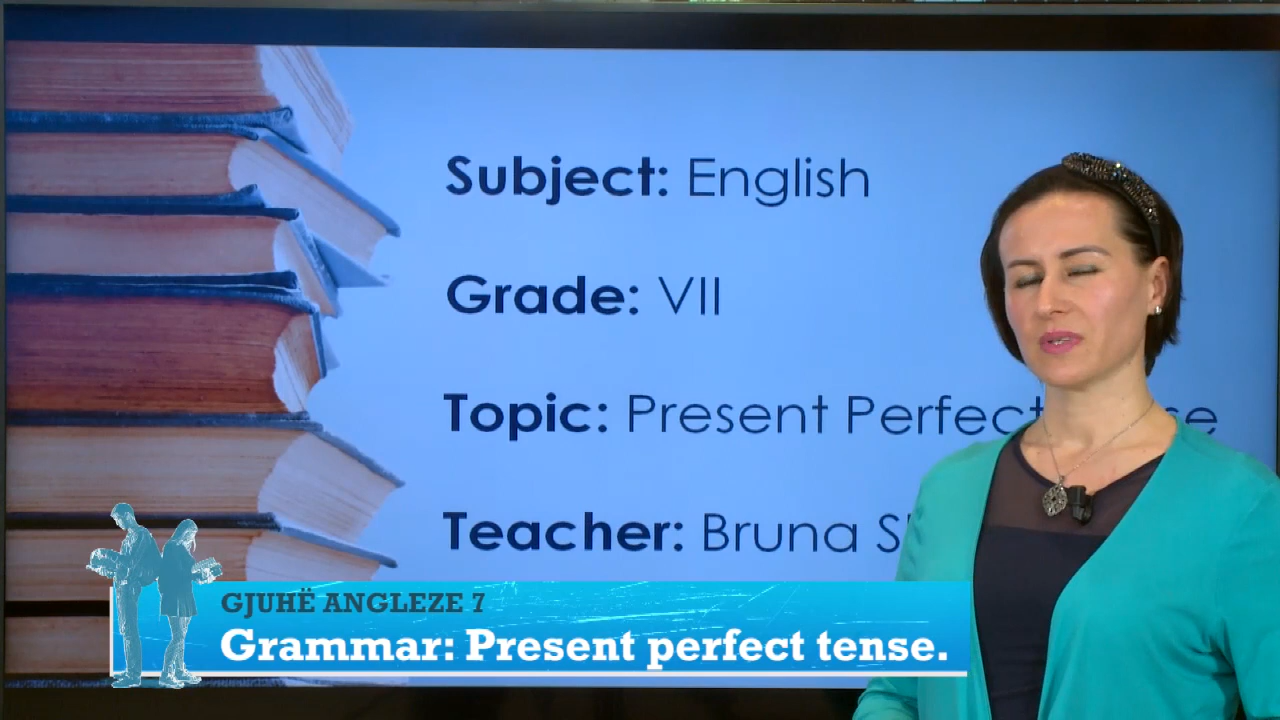 Subject: English
Grade: VII
Topic: Present Perfect
Teacher: Bruna
GJUHË ANGLEZE 7
Grammar: Present perfect tense.